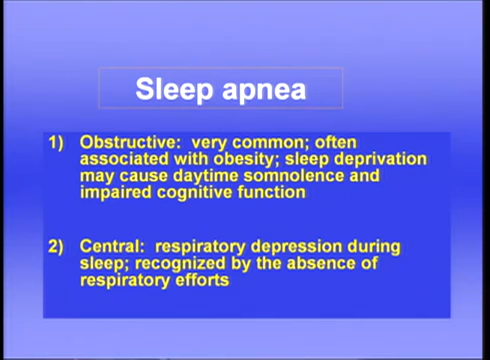 Sleep apnea
1) Obstructive: very common; often
associated with obesity; sleep deprivation
may cause daytime somnolence and
impaired cognitive function
2) Central: respiratory depression during
sleep; recognized by the absence of
respiratory efforts